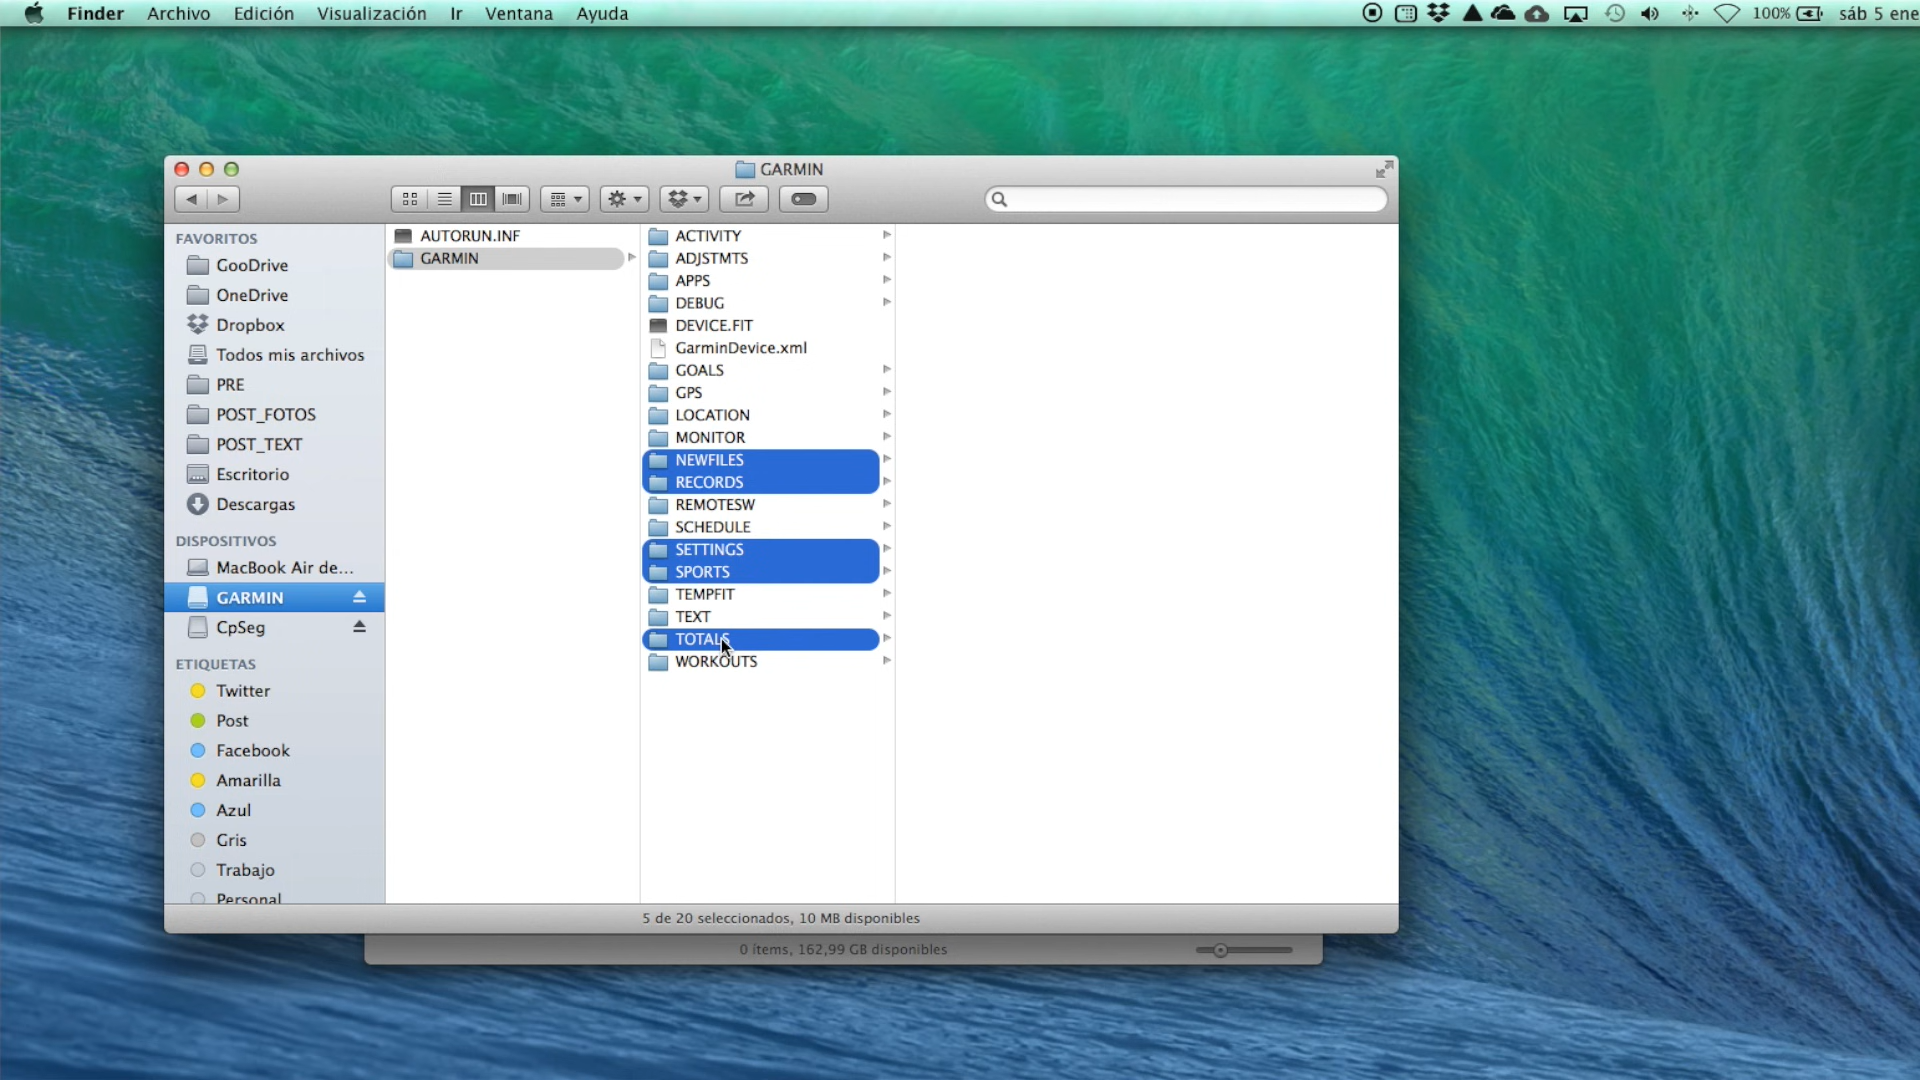 Finder Archivo Edición Visualización Ir Ventana Ayuda 100% sáb 5 ene
GARMIN
FAVORITOS
GooDrive
OneDrive
Dropbox
Todos mis archivos
PRE
POST_FOTOS
POST_TEXT
Escritorio
Descargas
DISPOSITIVOS
MacBook Air de...
GARMIN
CpSeg
ETIQUETAS
Twitter
Post
Facebook
Amarilla
Azul
Gris
Trabajo
Personal
AUTORUN.INF
GARMIN
ACTIVITY
ADJSTMTS
APPS
DEBUG
DEVICE.FIT
GarminDevice.xml
GOALS
GPS
LOCATION
MONITOR
NEWFILES
RECORDS
REMOTESW
SCHEDULE
SETTINGS
SPORTS
TEMPFIT
TEXT
TOTALS
WORKOUTS
5 de 20 seleccionados, 10 MB disponibles
0 ítems, 162,99 GB disponibles